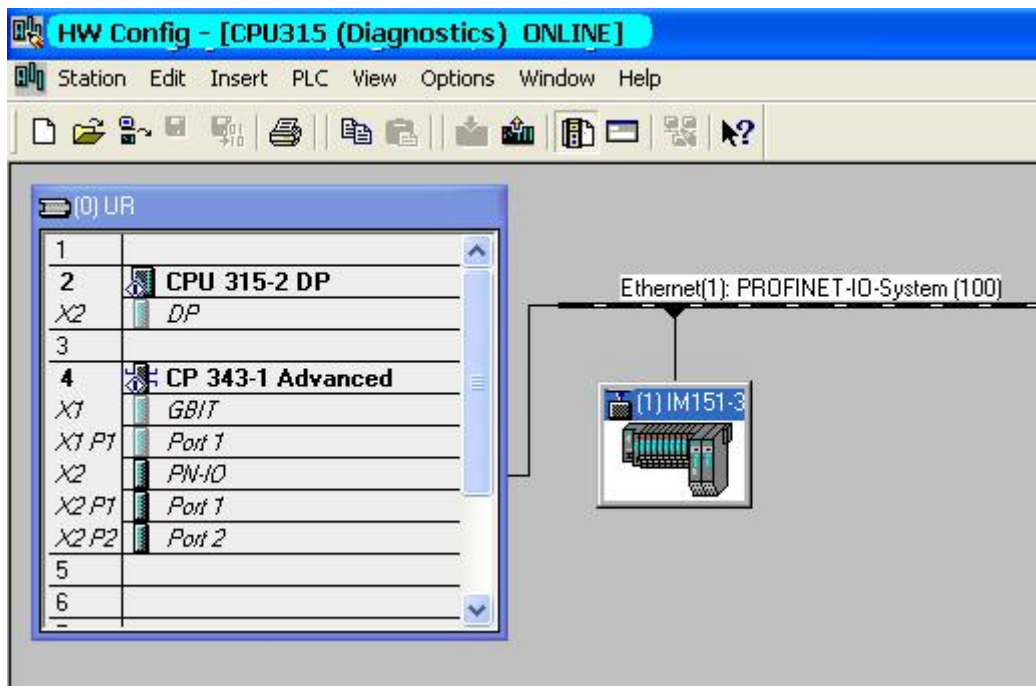 HW Config - [CPU315 (Diagnostics)  ONLINE]
Station Edit Insert PLC View Options Window Help
(0) UR
1
2 CPU 315-2 DP
X2 DP
3
4 CP 343-1 Advanced
X1 GBIT
X1 P1 Port 1
X2 PN-IO
X2 P1 Port 1
X2 P2 Port 2
5
6
Ethernet(1): PROFINET-IO-System (100)
(1) IM151-3